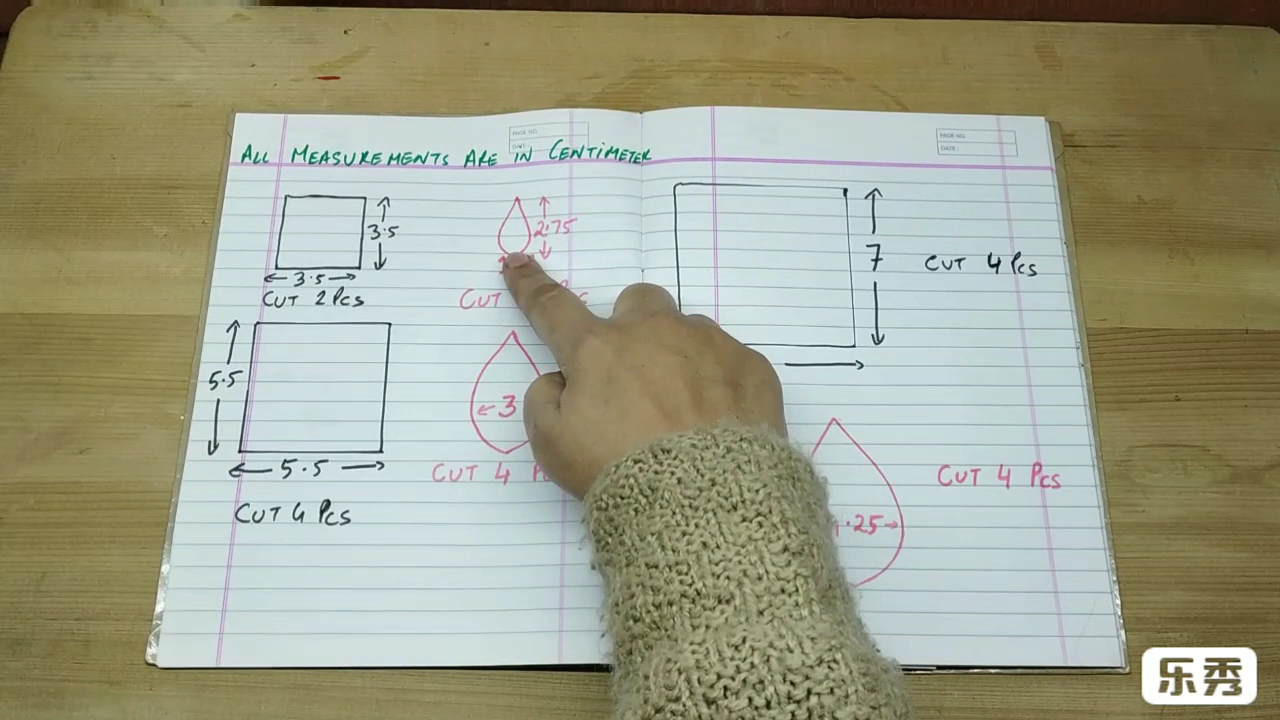 PAGE NO.
DATE:
PAGE NO.
DATE:
ALL MEASUREMENTS ARE IN CENTIMETER
3.5
3.5
CUT 2 PCS
2.75
CUT
7
CUT 4 PCS
5.5
5.5
CUT 4 PCS
3
CUT 4
.25
CUT 4 PCS
乐秀